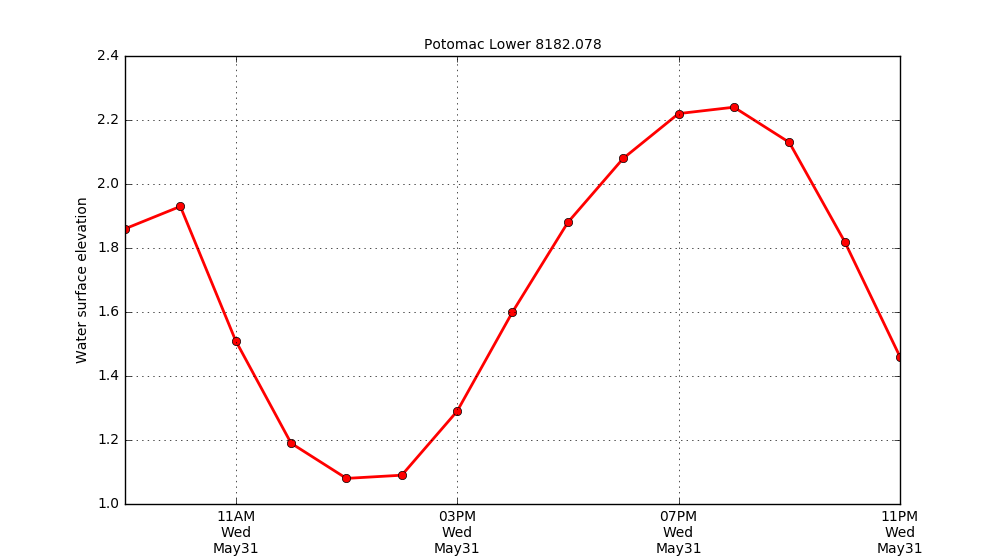 Potomac Lower 8182.078
Water surface elevation
2.4
2.2
2.0
1.8
1.6
1.4
1.2
1.0
11AM
Wed
May31
03PM
Wed
May31
07PM
Wed
May31
11PM
Wed
May31